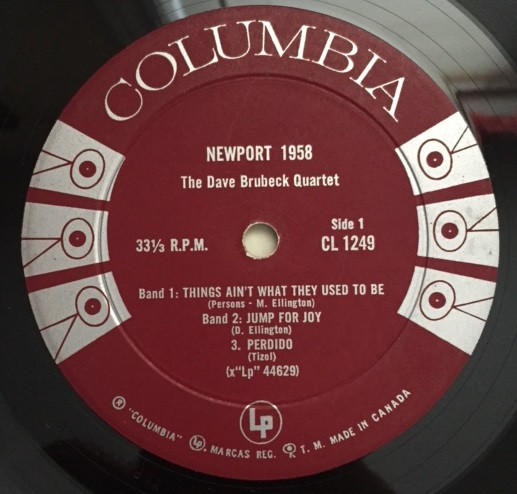 COLUMBIA
NEWPORT 1958
The Dave Brubeck Quartet
33⅓ R.P.M.
Side 1
CL 1249
Band 1: THINGS AIN'T WHAT THEY USED TO BE
(Persons - M. Ellington)
Band 2: JUMP FOR JOY
(D. Ellington)
3. PERDIDO
(Tizol)
(x"Lp" 44629)
Lp
® "COLUMBIA" Lp. MARCAS REG. T. M. MADE IN CANADA